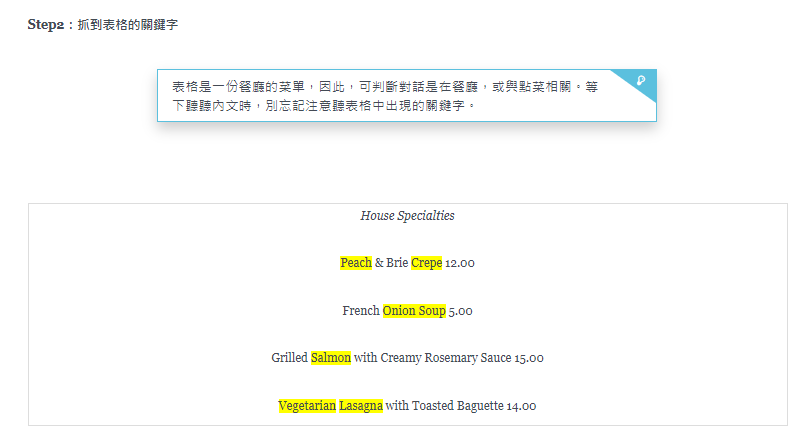 Step2：抓到表格的關鍵字
表格是一份餐廳的菜單，因此，可判斷對話是在餐廳，或與點菜相關。等
下聽聽內文時，別忘記注意聽表格中出現的關鍵字。
House Specialties
Peach & Brie Crepe 12.00
French Onion Soup 5.00
Grilled Salmon with Creamy Rosemary Sauce 15.00
Vegetarian Lasagna with Toasted Baguette 14.00